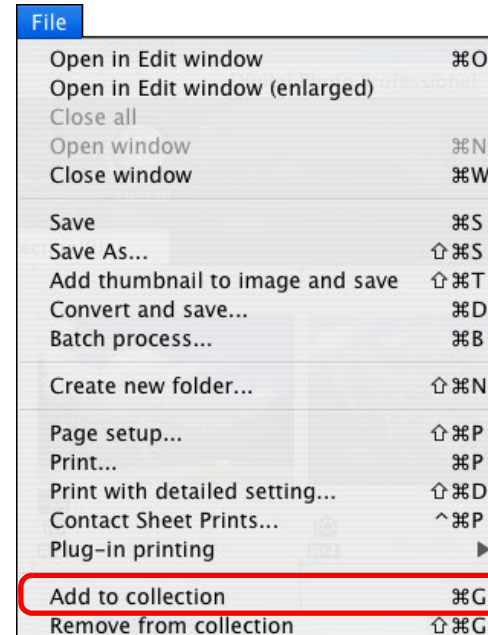 File
Open in Edit window ⌘O
Open in Edit window (enlarged)
Close all
Open window ⌘N
Close window ⌘W
Save ⌘S
Save As... ⇧⌘S
Add thumbnail to image and save ⇧⌘T
Convert and save... ⌘D
Batch process... ⌘B
Create new folder... ⇧⌘N
Page setup... ⇧⌘P
Print... ⌘P
Print with detailed setting... ⇧⌘D
Contact Sheet Prints... ^⌘P
Plug-in printing ▶
Add to collection ⌘G
Remove from collection ⇧⌘G